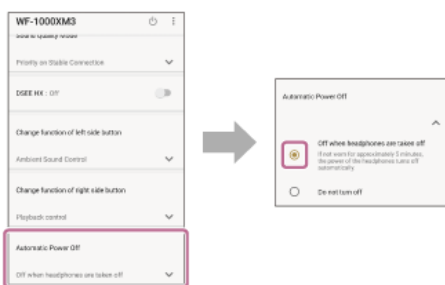 WF-1000XM3
Sound Quality Mode
Priority on Stable Connection
DSEE HX : Off
Change function of left side button
Ambient Sound Control
Change function of right side button
Playback control
Automatic Power Off
Off when headphones are taken off
Automatic Power Off
Off when headphones are taken off
If not worn for approximately 5 minutes,
the power of the headphones turns off
automatically.
Do not turn off